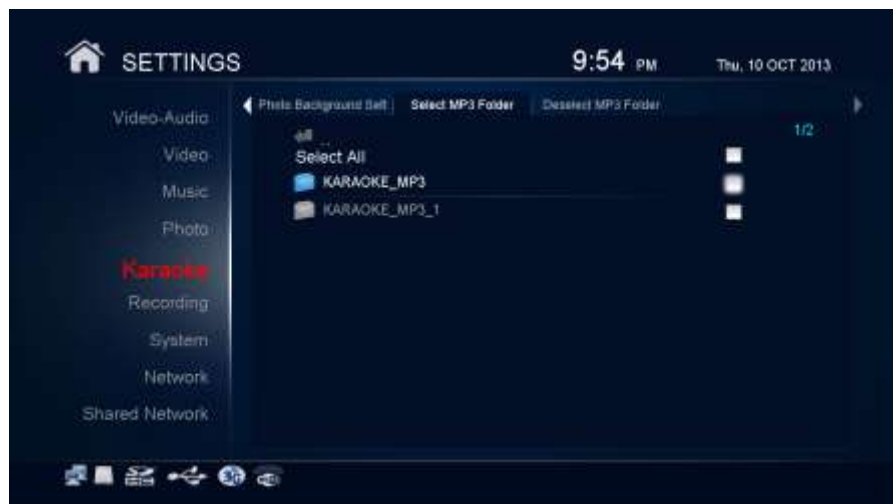 SETTINGS
9:54 PM
Thu, 10 OCT 2013
Photo Background Sett
Select MP3 Folder
Deselect MP3 Folder
1/2
..
Select All
KARAOKE_MP3
KARAOKE_MP3_1
Video-Audio
Video
Music
Photo
Karaoke
Recording
System
Network
Shared Network
3G